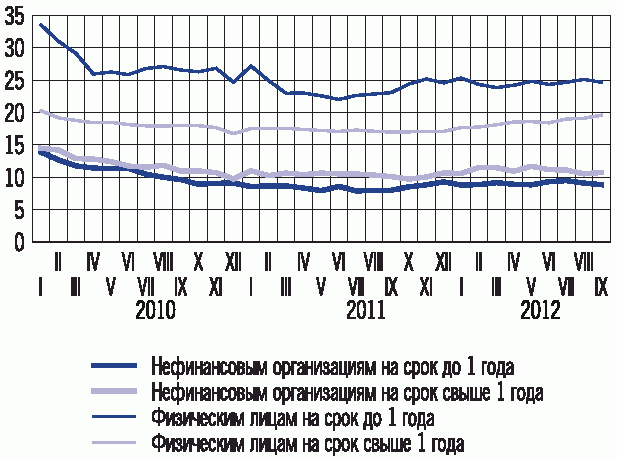 35
30
25
20
15
10
5
0
II IV VI VIII X XII II IV VI VIII X XII II IV VI VIII
I III V VII IX XI I III V VII IX XI I III V VII IX
2010 2011 2012
Нефинансовым организациям на срок до 1 года
Нефинансовым организациям на срок свыше 1 года
Физическим лицам на срок до 1 года
Физическим лицам на срок свыше 1 года